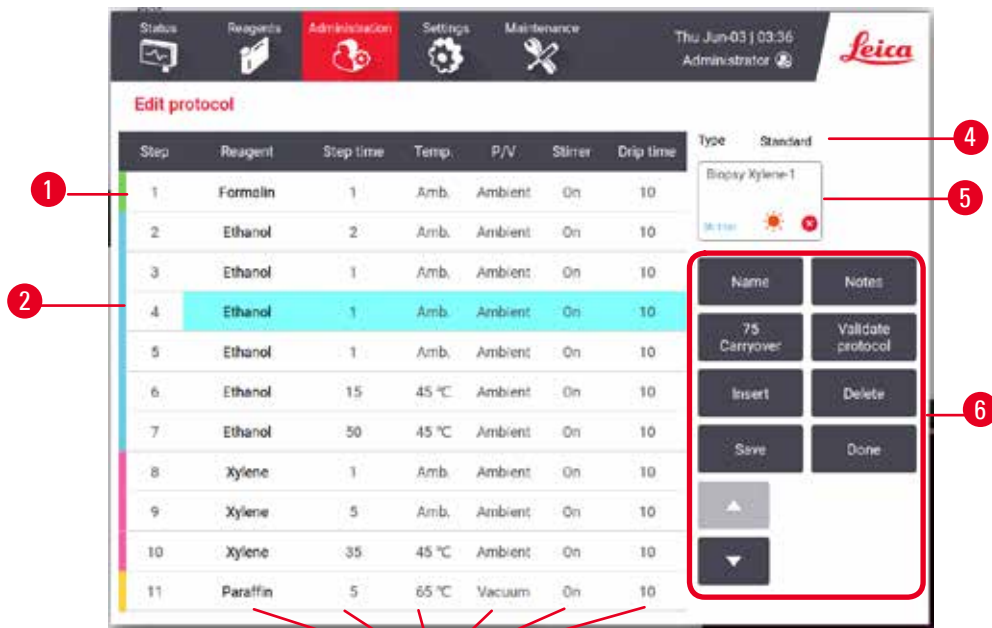 Status Reagents Administration Settings Maintenance
Thu Jun-03 | 03:36
Administrator
Leica
Edit protocol
Step Reagent Step time Temp. P/V Stirrer Drip time
Type Standard
4
Biopsy Xylene-1
5
1
1 Formalin 1 Amb. Ambient On 10
2 Ethanol 2 Amb. Ambient On 10
3 Ethanol 1 Amb. Ambient On 10
2
4 Ethanol 1 Amb. Ambient On 10
5 Ethanol 1 Amb. Ambient On 10
6 Ethanol 15 45 °C Ambient On 10
7 Ethanol 50 45 °C Ambient On 10
8 Xylene 1 Amb. Ambient On 10
9 Xylene 5 Amb. Ambient On 10
10 Xylene 35 45 °C Ambient On 10
11 Paraffin 5 65 °C Vacuum On 10
Name Notes
75
Carryover
Validate
protocol
Insert Delete
6
Save Done